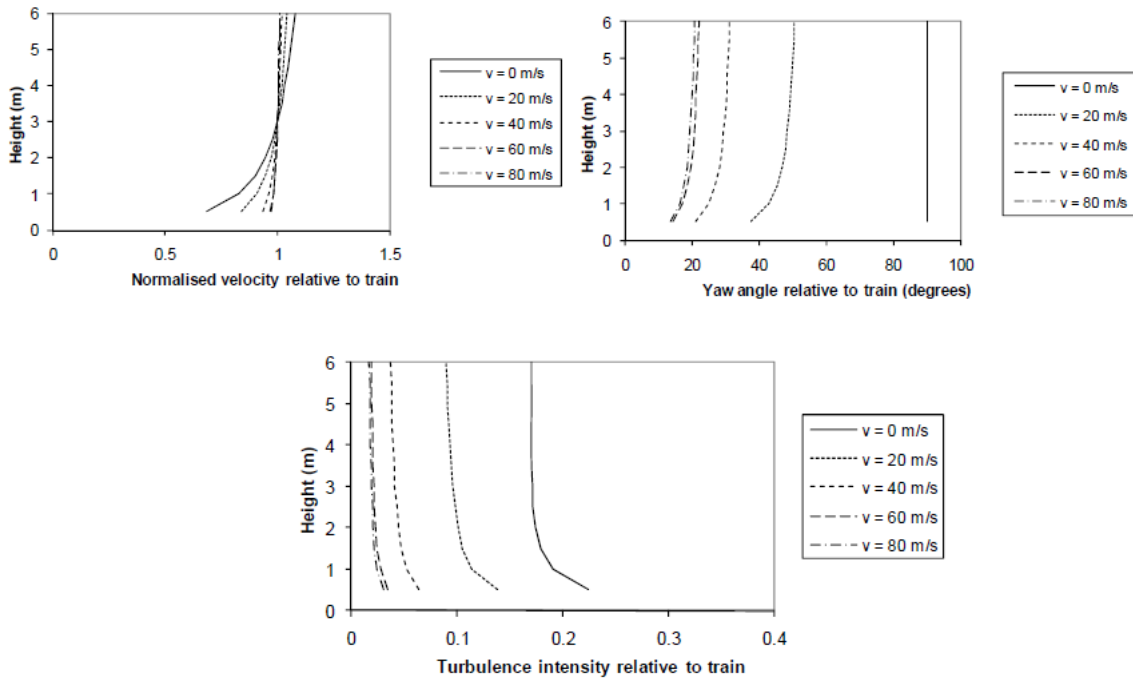 6
5
4
3
2
1
0
Height (m)
0 0.5 1 1.5
Normalised velocity relative to train
v = 0 m/s
v = 20 m/s
v = 40 m/s
v = 60 m/s
v = 80 m/s
6
5
4
3
2
1
0
Height (m)
0 20 40 60 80 100
Yaw angle relative to train (degrees)
v = 0 m/s
v = 20 m/s
v = 40 m/s
v = 60 m/s
v = 80 m/s
6
5
4
3
2
1
0
Height (m)
0 0.1 0.2 0.3 0.4
Turbulence intensity relative to train
v = 0 m/s
v = 20 m/s
v = 40 m/s
v = 60 m/s
v = 80 m/s